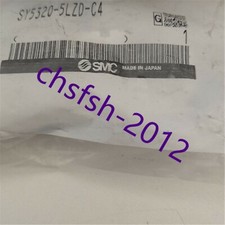 SY5320-5LZD-C4
1
SMC MADE IN JAPAN
chsfsh-2012